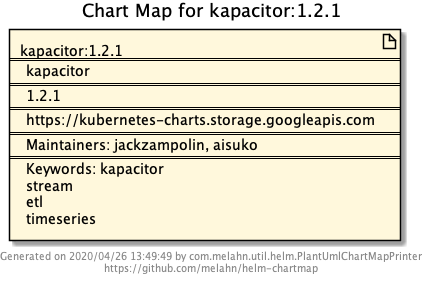 Chart Map for kapacitor:1.2.1
kapacitor:1.2.1
kapacitor
1.2.1
https://kubernetes-charts.storage.googleapis.com
Maintainers: jackzampolin, aisuko
Keywords: kapacitor
stream
etl
timeseries
Generated on 2020/04/26 13:49:49 by com.melahn.util.helm.PlantUmlChartMapPrinter
https://github.com/melahn/helm-chartmap